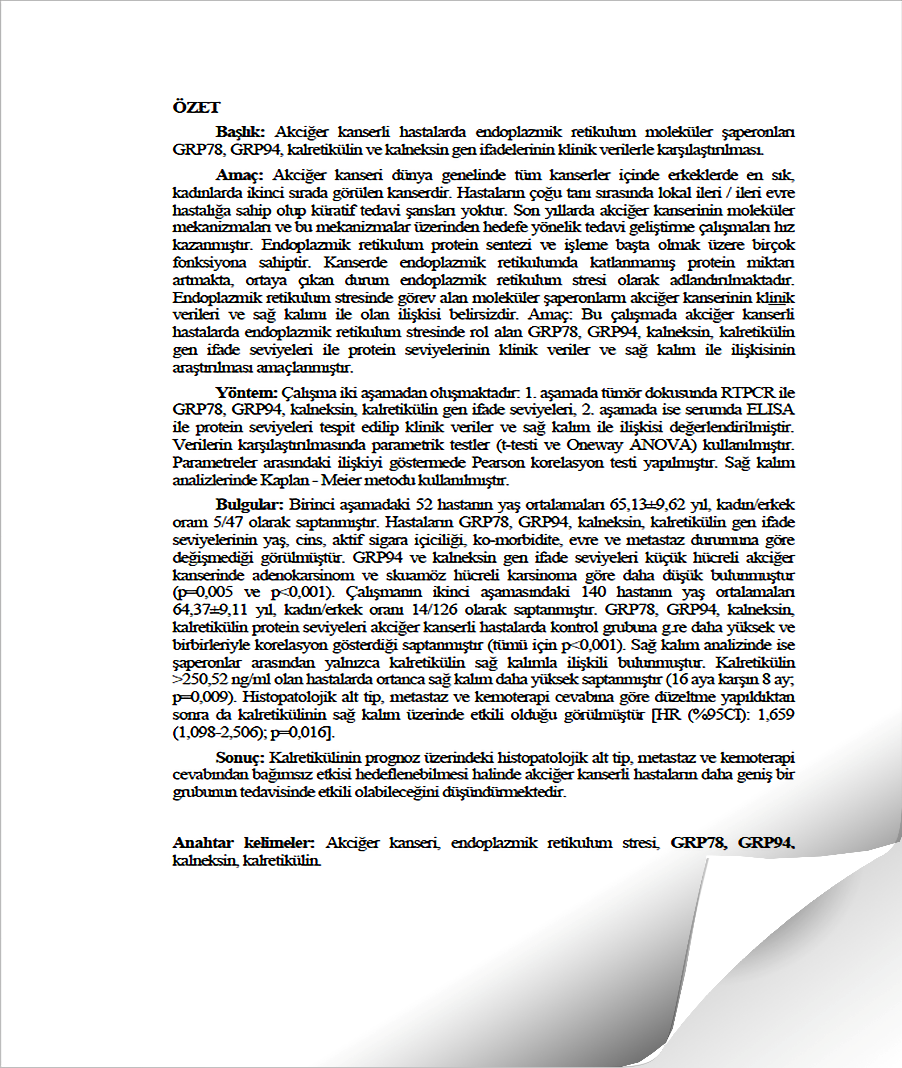 ÖZET
Başlık: Akciğer kanserli hastalarda endoplazmik retikulum moleküler şaperonları
GRP78, GRP94, kalretikülin ve kalneksin gen ifadelerinin klinik verilerle karşılaştırılması.
Amaç: Akciğer kanseri dünya genelinde tüm kanserler içinde erkeklerde en sık,
kadınlarda ikinci sırada görülen kanserdir. Hastaların çoğu tanı sırasında lokal ileri / ileri evre
hastalığa sahip olup küratif tedavi şansları yoktur. Son yıllarda akciğer kanserinin moleküler
mekanizmaları ve bu mekanizmalar üzerinden hedefe yönelik tedavi geliştirme çalışmaları hız
kazanmıştır. Endoplazmik retikulum protein sentezi ve işleme başta olmak üzere birçok
fonksiyona sahiptir. Kanserde endoplazmik retikulumda katlanmamış protein miktarı
artmakta, ortaya çıkan durum endoplazmik retikulum stresi olarak adlandırılmaktadır.
Endoplazmik retikulum stresinde görev alan moleküler şaperonların akciğer kanserinin klinik
verileri ve sağ kalımı ile olan ilişkisi belirsizdir. Amaç: Bu çalışmada akciğer kanserli
hastalarda endoplazmik retikulum stresinde rol alan GRP78, GRP94, kalneksin, kalretikülin
gen ifade seviyeleri ile protein seviyelerinin klinik veriler ve sağ kalım ile ilişkisinin
araştırılması amaçlanmıştır.
Yöntem: Çalışma iki aşamadan oluşmaktadır: 1. aşamada tümör dokusunda RTPCR ile
GRP78, GRP94, kalneksin, kalretikülin gen ifade seviyeleri, 2. aşamada ise serumda ELISA
ile protein seviyeleri tespit edilip klinik veriler ve sağ kalım ile ilişkisi değerlendirilmiştir.
Verilerin karşılaştırılmasında parametrik testler (t-testi ve Oneway ANOVA) kullanılmıştır.
Parametreler arasındaki ilişkiyi göstermede Pearson korelasyon testi yapılmıştır. Sağ kalım
analizlerinde Kaplan - Meier metodu kullanılmıştır.
Bulgular: Birinci aşamadaki 52 hastanın yaş ortalamaları 65,13±9,62 yıl, kadın/erkek
oram 5/47 olarak saptanmıştır. Hastaların GRP78, GRP94, kalneksin, kalretikülin gen ifade
seviyelerinin yaş, cins, aktif sigara içiciliği, ko-morbidite, evre ve metastaz durumuna göre
değişmediği görülmüştür. GRP94 ve kalneksin gen ifade seviyeleri küçük hücreli akciğer
kanserinde adenokarsinom ve skuamöz hücreli karsinoma göre daha düşük bulunmuştur
(p=0,005 ve p<0,001). Çalışmanın ikinci aşamasındaki 140 hastanın yaş ortalamaları
64,37±9,11 yıl, kadın/erkek oranı 14/126 olarak saptanmıştır. GRP78, GRP94, kalneksin,
kalretikülin protein seviyeleri akciğer kanserli hastalarda kontrol grubuna g.re daha yüksek ve
birbirleriyle korelasyon gösterdiği saptanmıştır (tümü için p<0,001). Sağ kalım analizinde ise
şaperonlar arasından yalnızca kalretikülin sağ kalımla ilişkili bulunmuştur. Kalretikülin
>250,52 ng/ml olan hastalarda ortanca sağ kalım daha yüksek saptanmıştır (16 aya karşın 8 ay;
p=0,009). Histopatolojik alt tip, metastaz ve kemoterapi cevabına göre düzeltme yapıldıktan
sonra da kalretikülinin sağ kalım üzerinde etkili olduğu görülmüştür [HR (%95CI): 1,659
(1,098-2,506); p=0,016].
Sonuç: Kalretikülinin prognoz üzerindeki histopatolojik alt tip, metastaz ve kemoterapi
cevabından bağımsız etkisi hedeflenebilmesi halinde akciğer kanserli hastaların daha geniş bir
grubunun tedavisinde etkili olabileceğini düşündürmektedir.
Anahtar kelimeler: Akciğer kanseri, endoplazmik retikulum stresi, GRP78, GRP94,
kalneksin, kalretikülin.